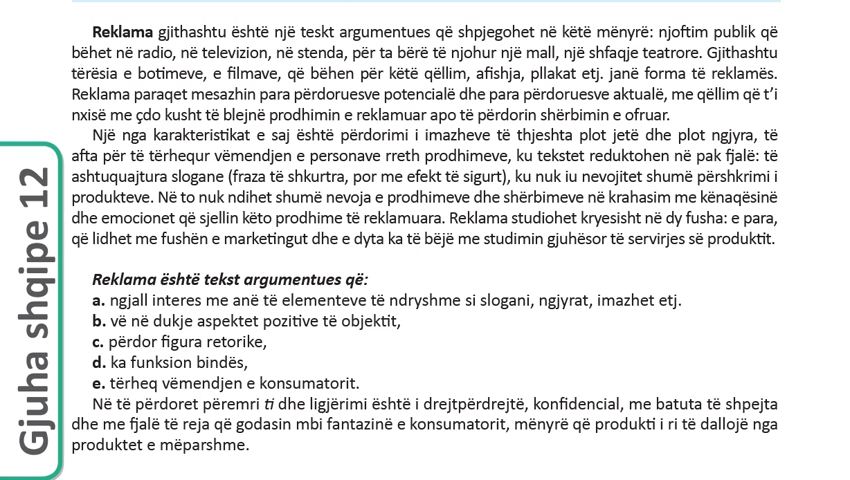 Reklama gjithashtu është një teskt argumentues që shpjegohet në këtë mënyrë: njoftim publik që
bëhet në radio, në televizion, në stenda, për ta bërë të njohur një mall, një shfaqje teatrore. Gjithashtu
tërësia e botimeve, e filmave, që bëhen për këtë qëllim, afishja, pllakat etj. janë forma të reklamës.
Reklama paraqet mesazhin para përdoruesve potencialë dhe para përdoruesve aktualë, me qëllim që t'i
nxisë me çdo kusht të blejnë prodhimin e reklamuar apo të përdorin shërbimin e ofruar.
Një nga karakteristikat e saj është përdorimi i imazheve të thjeshta plot jetë dhe plot ngjyra, të
afta për të tërhequr vëmendjen e personave rreth prodhimeve, ku tekstet reduktohen në pak fjalë: të
ashtuquajtura slogane (fraza të shkurtra, por me efekt të sigurt), ku nuk iu nevojitet shumë përshkrimi i
produkteve. Në to nuk ndihet shumë nevoja e prodhimeve dhe shërbimeve në krahasim me kënaqësinë
dhe emocionet që sjellin këto prodhime të reklamuara. Reklama studiohet kryesisht në dy fusha: e para,
që lidhet me fushën e marketingut dhe e dyta ka të bëjë me studimin gjuhësor të servirjes së produktit.
Reklama është tekst argumentues që:
a. ngjall interes me anë të elementeve të ndryshme si slogani, ngjyrat, imazhet etj.
b. vë në dukje aspektet pozitive të objektit,
c. përdor figura retorike,
d. ka funksion bindës,
e. tërheq vëmendjen e konsumatorit.
Në të përdoret përemri ti dhe ligjërimi është i drejtpërdrejtë, konfidencial, me batuta të shpejta
dhe me fjalë të reja që godasin mbi fantazinë e konsumatorit, mënyrë që produkti i ri të dallojë nga
produktet e mëparshme.
Gjuha shqipe 12